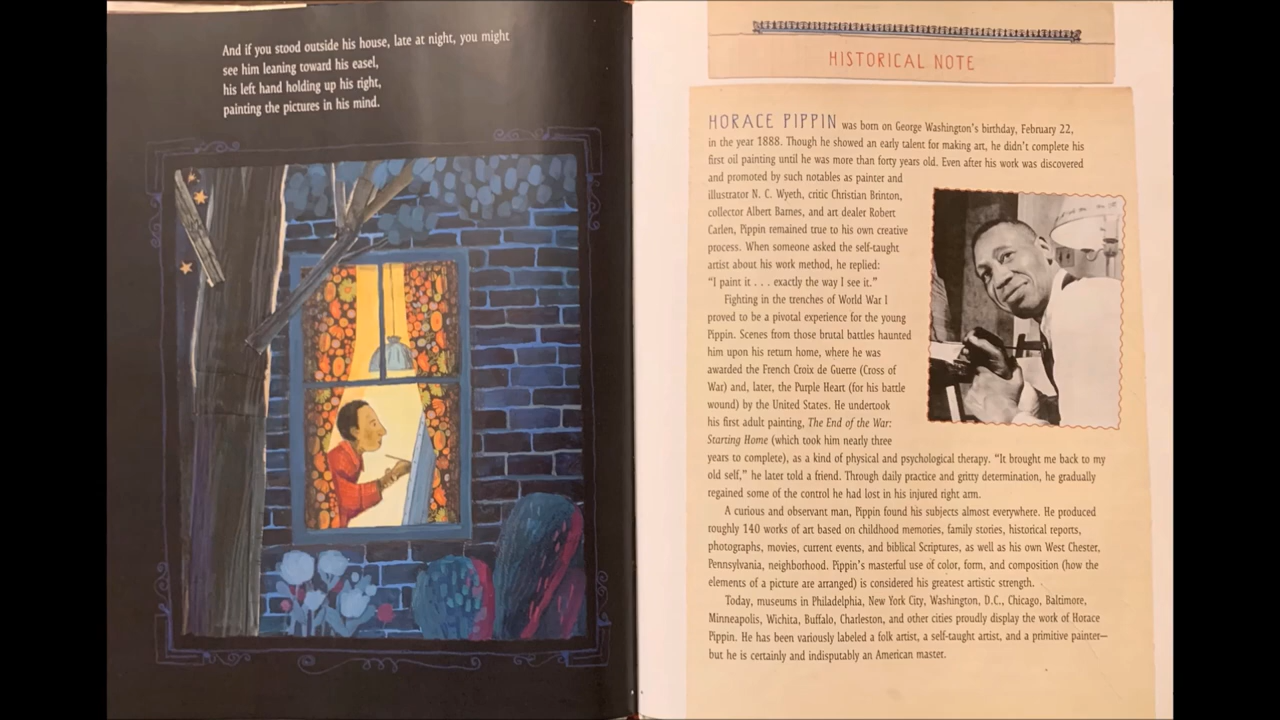 And if you stood outside his house, late at night, you might
see him leaning toward his easel,
his left hand holding up his right,
painting the pictures in his mind.
HISTORICAL NOTE
HORACE PIPPIN was born on George Washington's birthday, February 22,
in the year 1888. Though he showed an early talent for making art, he didn't complete his
first oil painting until he was more than forty years old. Even after his work was discovered
and promoted by such notables as painter and
illustrator N. C. Wyeth, critic Christian Brinton,
collector Albert Barnes, and art dealer Robert
Carlen, Pippin remained true to his own creative
process. When someone asked the self-taught
artist about his work method, he replied:
"I paint it . . . exactly the way I see it."
Fighting in the trenches of World War I
proved to be a pivotal experience for the young
Pippin. Scenes from those brutal battles haunted
him upon his return home, where he was
awarded the French Croix de Guerre (Cross of
War) and, later, the Purple Heart (for his battle
wound) by the United States. He undertook
his first adult painting, The End of the War:
Starting Home (which took him nearly three
years to complete), as a kind of physical and psychological therapy. "It brought me back to my
old self," he later told a friend. Through daily practice and gritty determination, he gradually
regained some of the control he had lost in his injured right arm.
A curious and observant man, Pippin found his subjects almost everywhere. He produced
roughly 140 works of art based on childhood memories, family stories, historical reports,
photographs, movies, current events, and biblical Scriptures, as well as his own West Chester,
Pennsylvania, neighborhood. Pippin's masterful use of color, form, and composition (how the
elements of a picture are arranged) is considered his greatest artistic strength.
Today, museums in Philadelphia, New York City, Washington, D.C., Chicago, Baltimore,
Minneapolis, Wichita, Buffalo, Charleston, and other cities proudly display the work of Horace
Pippin. He has been variously labeled a folk artist, a self-taught artist, and a primitive painter—
but he is certainly and indisputably an American master.